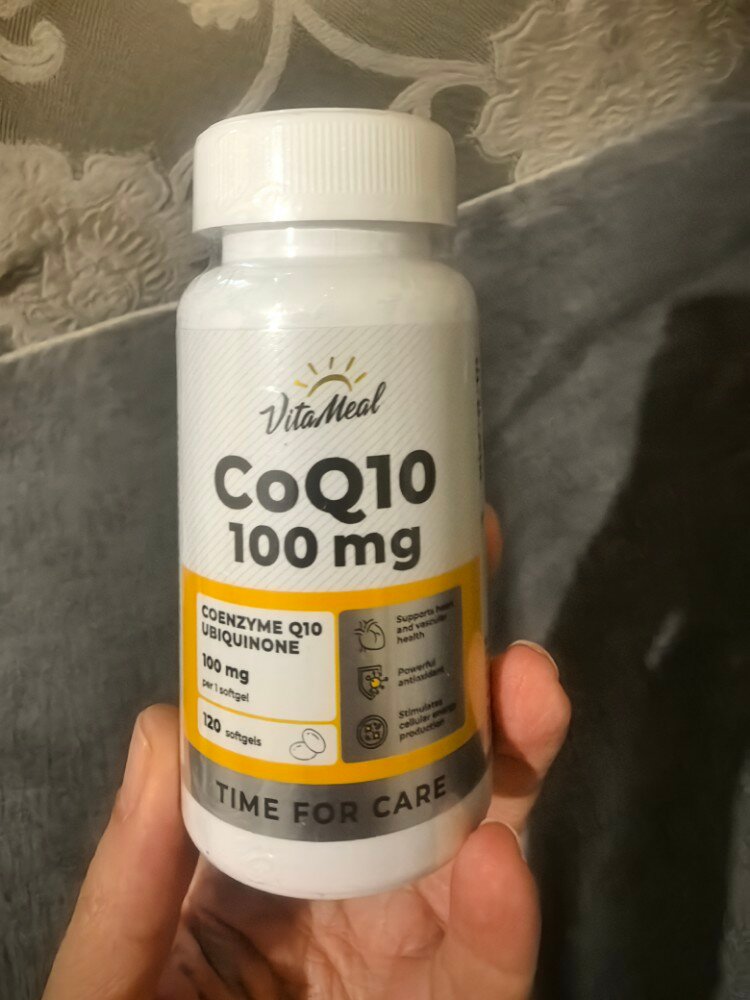 VitaMeal
CoQ10
100 mg
COENZYME Q10
UBIQUINONE
100 mg
per 1 softgel
120 softgels
Supports heart
and vascular
health
Powerful
antioxidant
Stimulates
cellular energy
production
TIME FOR CARE